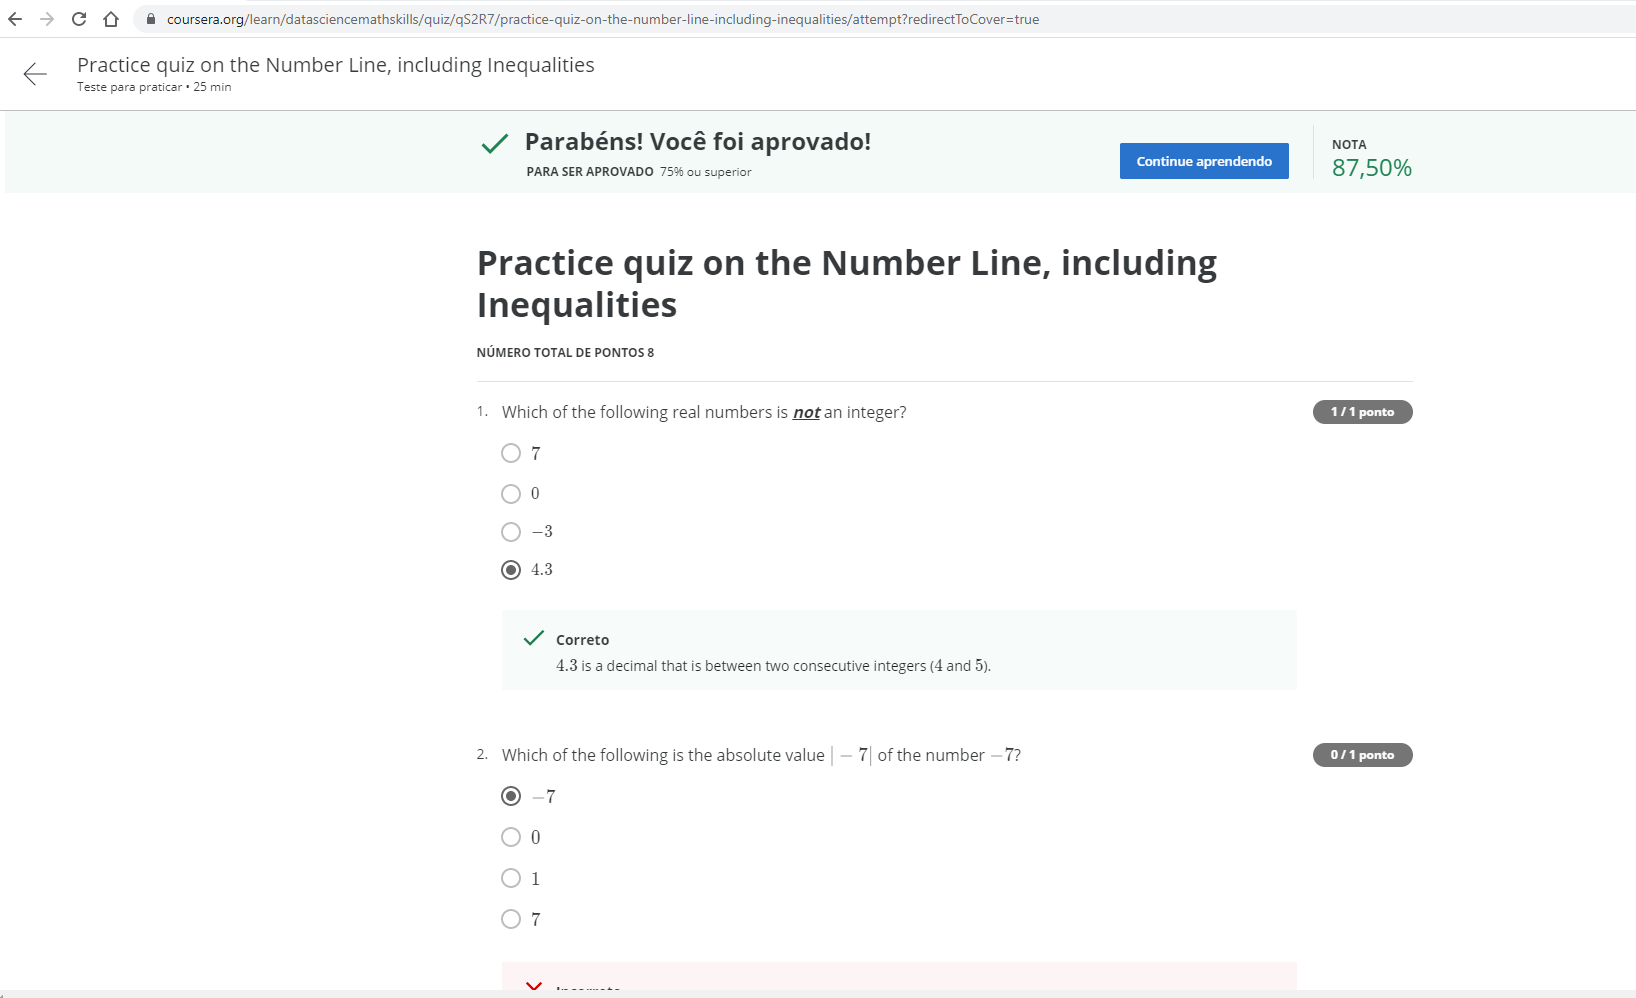 coursera.org/learn/datasciencemathskills/quiz/qS2R7/practice-quiz-on-the-number-line-including-inequalities/attempt?redirectToCover=true
Practice quiz on the Number Line, including Inequalities
Teste para praticar • 25 min
Parabéns! Você foi aprovado!
PARA SER APROVADO 75% ou superior
Continue aprendendo
NOTA
87,50%
Practice quiz on the Number Line, including
Inequalities
NÚMERO TOTAL DE PONTOS 8
1. Which of the following real numbers is not an integer?
1 / 1 ponto
7
0
−3
4.3
Correto
4.3 is a decimal that is between two consecutive integers (4 and 5).
2. Which of the following is the absolute value | − 7| of the number −7?
0 / 1 ponto
−7
0
1
7